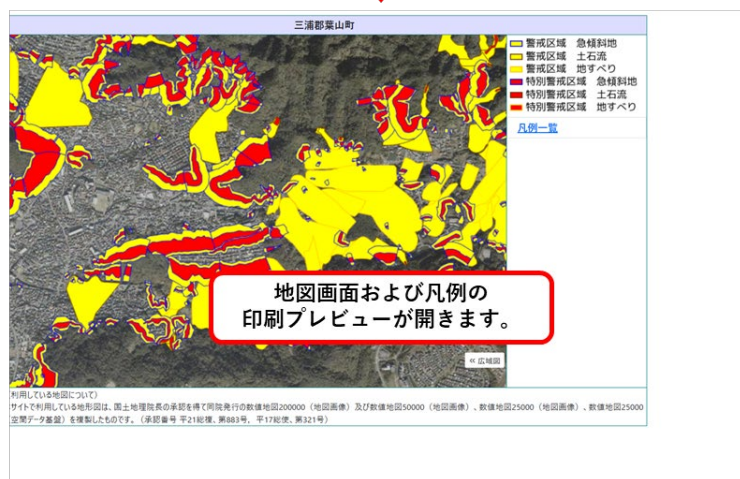 三浦郡葉山町
警戒区域 急傾斜地
警戒区域 土石流
警戒区域 地すべり
特別警戒区域 急傾斜地
特別警戒区域 土石流
特別警戒区域 地すべり
凡例一覧
地図画面および凡例の
印刷プレビューが開きます。
≪ 広域図
利用している地図について)
サイトで利用している地形図は、国土地理院長の承認を得て同院発行の数値地図200000（地図画像）及び数値地図50000（地図画像）、数値地図25000（地図画像）、数値地図25000
空間データ基盤）を複製したものです。（承認番号 平21総複、第883号，平17総使、第321号）